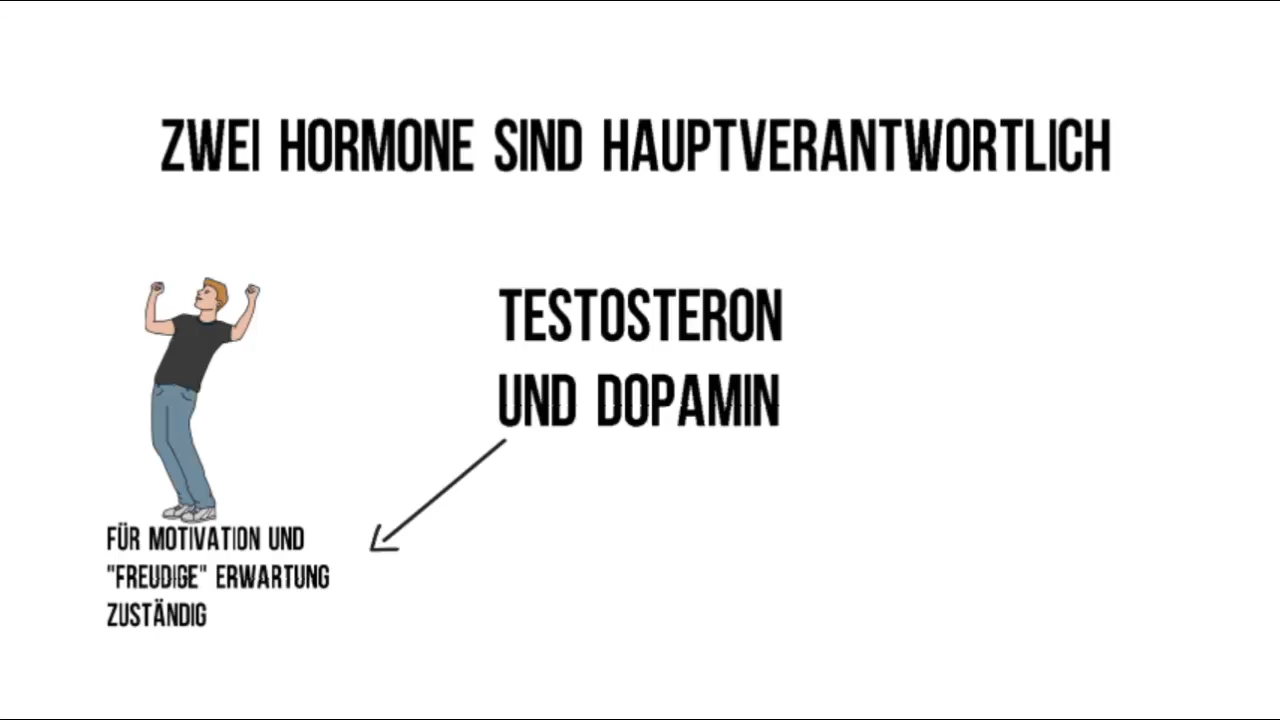 ZWEI HORMONE SIND HAUPTVERANTWORTLICH
TESTOSTERON
UND DOPAMIN
FÜR MOTIVATION UND
"FREUDIGE" ERWARTUNG
ZUSTÄNDIG